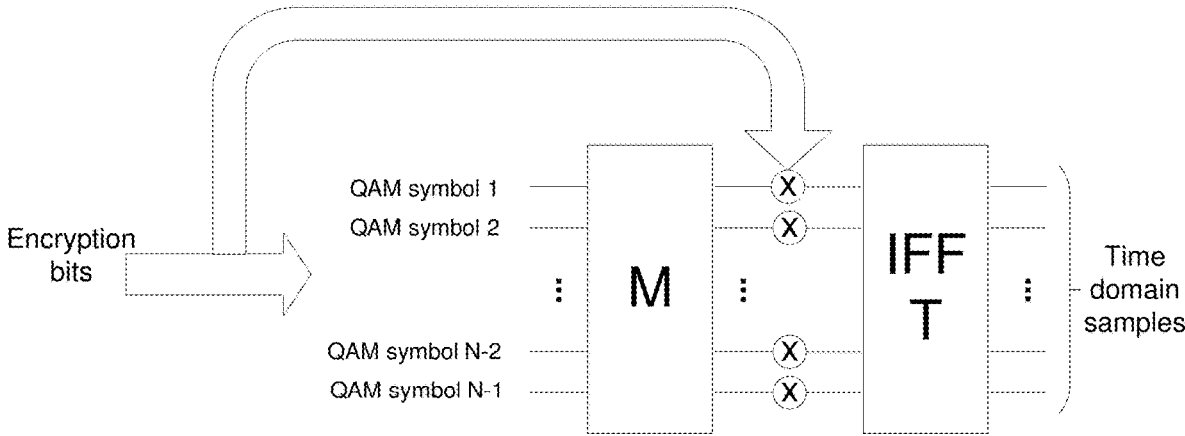 QAM symbol 1
X
QAM symbol 2
X
Encryption
bits
...
M
...
IFF
T
...
Time
domain
samples
QAM symbol N-2
X
QAM symbol N-1
X